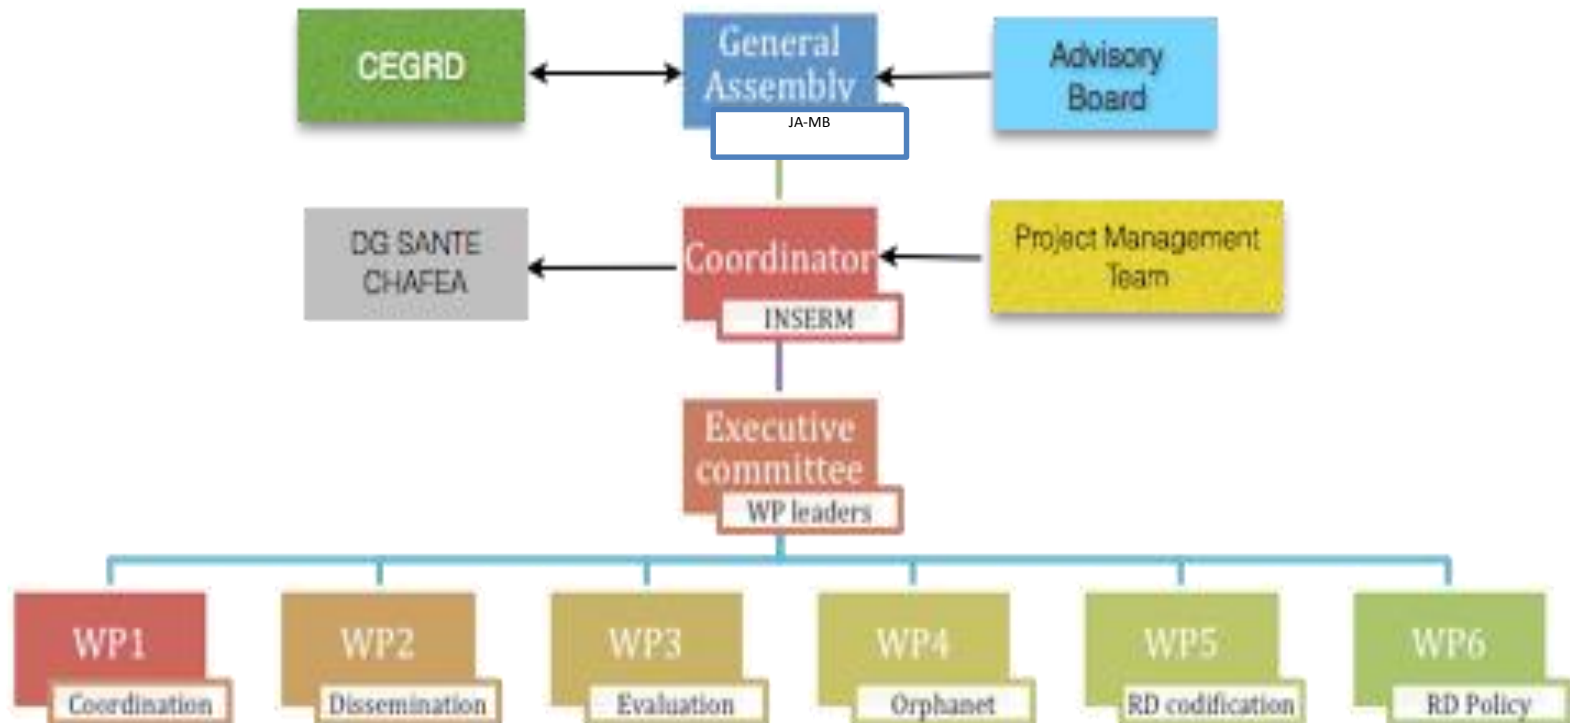 CEGRD
General
Assembly
JA-MB
Advisory
Board
DG SANTE
CHAFEA
Coordinator
INSERM
Project Management
Team
Executive
committee
WP leaders
WP1
Coordination
WP2
Dissemination
WP3
Evaluation
WP4
Orphanet
WP5
RD codification
WP6
RD Policy